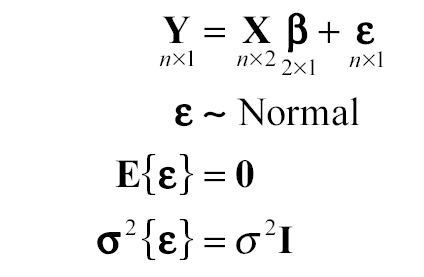 Y = X β + ε
n×1 n×2 2×1 n×1
ε ~ Normal
E{ε} = 0
σ²{ε} = σ²I